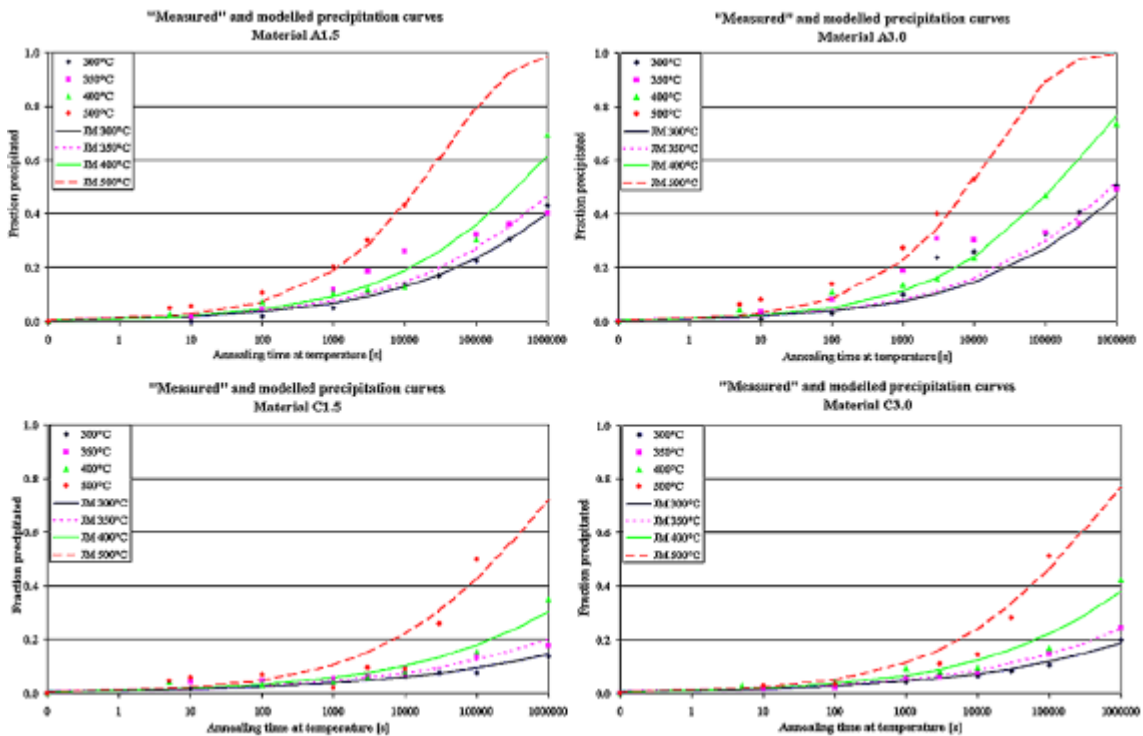 "Measured" and modelled precipitation curves
Material A1.5
Fraction precipitated
1.0
0.8
0.6
0.4
0.2
0.0
300°C
350°C
400°C
500°C
JM 300°C
JM 350°C
JM 400°C
JM 500°C
0 1 10 100 1000 10000 100000 1000000
Annealing time at temperature [s]
"Measured" and modelled precipitation curves
Material A3.0
Fraction precipitated
1.0
0.8
0.6
0.4
0.2
0.0
300°C
350°C
400°C
500°C
JM 300°C
JM 350°C
JM 400°C
JM 500°C
0 1 10 100 1000 10000 100000 1000000
Annealing time at temperature [s]
"Measured" and modelled precipitation curves
Material C1.5
Fraction precipitated
1.0
0.8
0.6
0.4
0.2
0.0
300°C
350°C
400°C
500°C
JM 300°C
JM 350°C
JM 400°C
JM 500°C
0 1 10 100 1000 10000 100000 1000000
Annealing time at temperature [s]
"Measured" and modelled precipitation curves
Material C3.0
Fraction precipitated
1.0
0.8
0.6
0.4
0.2
0.0
300°C
350°C
400°C
500°C
JM 300°C
JM 350°C
JM 400°C
JM 500°C
0 1 10 100 1000 10000 100000 1000000
Annealing time at temperature [s]